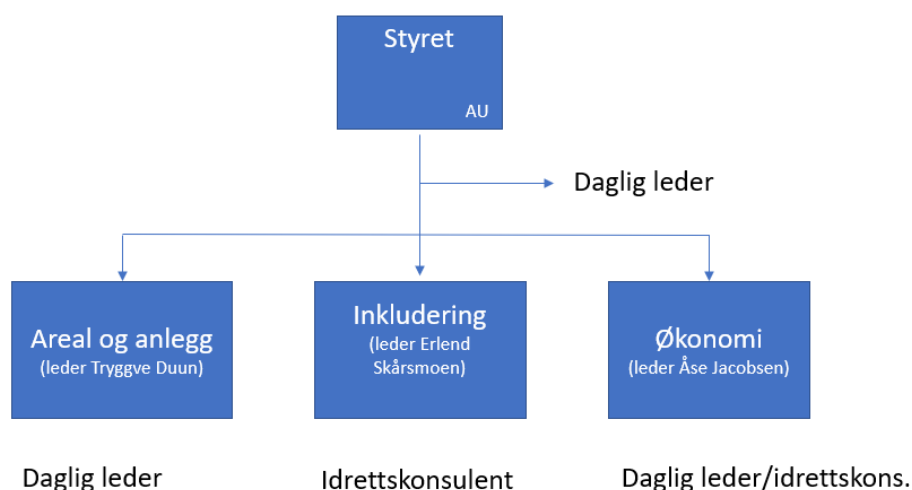 Styret
AU
Daglig leder
Areal og anlegg
(leder Tryggve Duun)
Inkludering
(leder Erlend
Skårsmoen)
Økonomi
(leder Åse Jacobsen)
Daglig leder
Idrettskonsulent
Daglig leder/idrettskons.